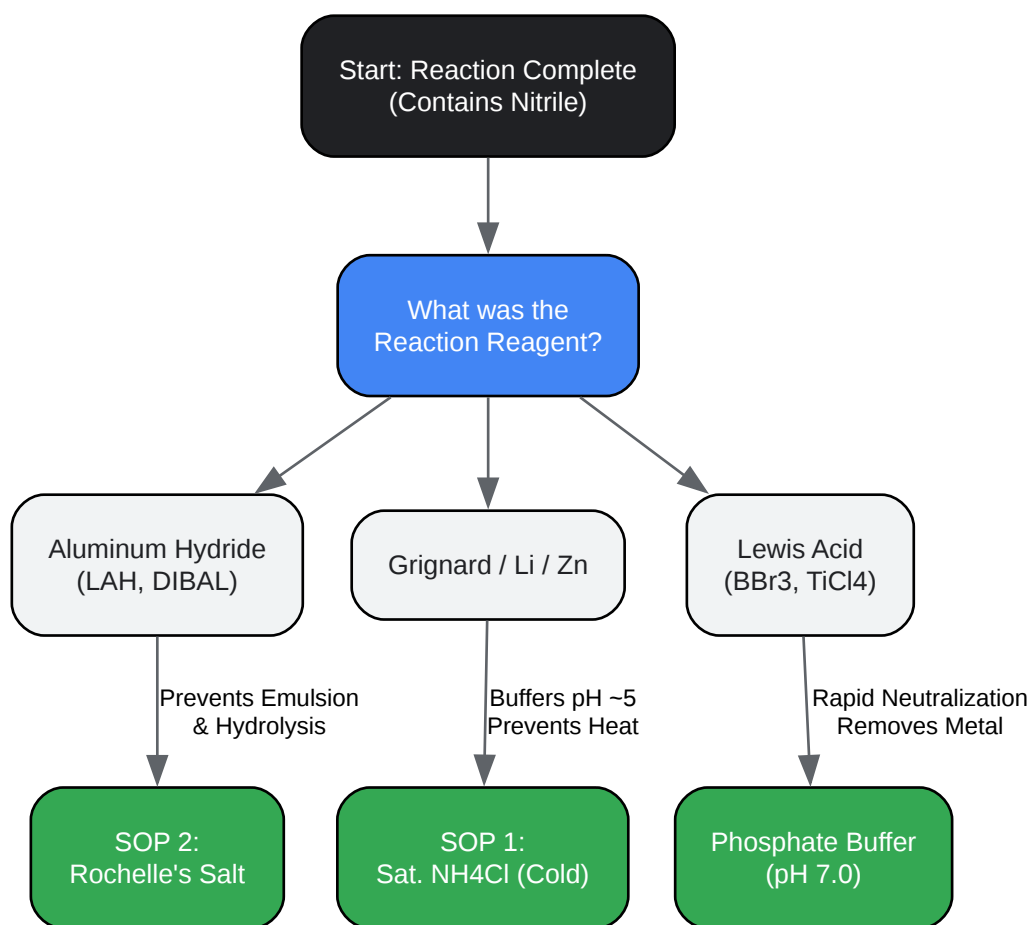 Start: Reaction Complete
(Contains Nitrile)
What was the
Reaction Reagent?
Aluminum Hydride
(LAH, DIBAL)
Grignard / Li / Zn
Lewis Acid
(BBr3, TiCl4)
Prevents Emulsion
& Hydrolysis
Buffers pH ~5
Prevents Heat
Rapid Neutralization
Removes Metal
SOP 2:
Rochelle's Salt
SOP 1:
Sat. NH4Cl (Cold)
Phosphate Buffer
(pH 7.0)